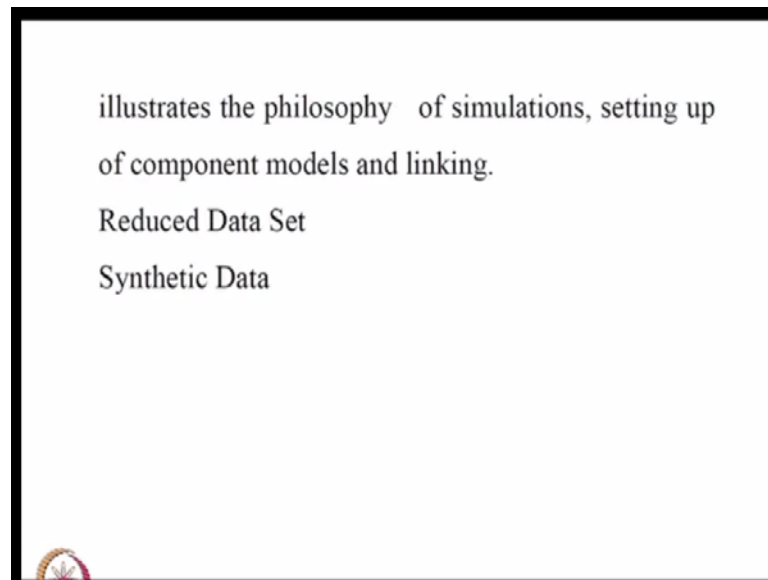 illustrates the philosophy of simulations, setting up
of component models and linking.
Reduced Data Set
Synthetic Data